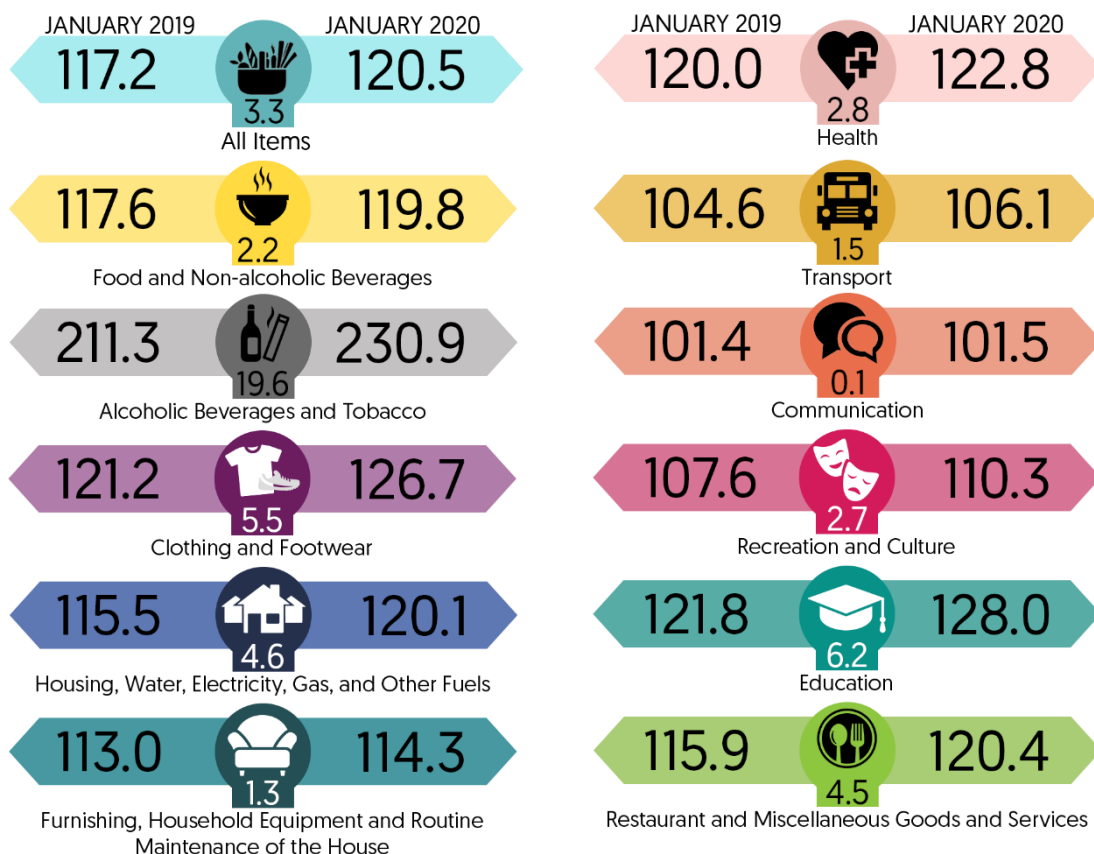 JANUARY 2019 JANUARY 2020
117.2 120.5
3.3
All Items
117.6 119.8
2.2
Food and Non-alcoholic Beverages
211.3 230.9
19.6
Alcoholic Beverages and Tobacco
121.2 126.7
5.5
Clothing and Footwear
115.5 120.1
4.6
Housing, Water, Electricity, Gas, and Other Fuels
113.0 114.3
1.3
Furnishing, Household Equipment and Routine
Maintenance of the House
JANUARY 2019 JANUARY 2020
120.0 122.8
2.8
Health
104.6 106.1
1.5
Transport
101.4 101.5
0.1
Communication
107.6 110.3
2.7
Recreation and Culture
121.8 128.0
6.2
Education
115.9 120.4
4.5
Restaurant and Miscellaneous Goods and Services